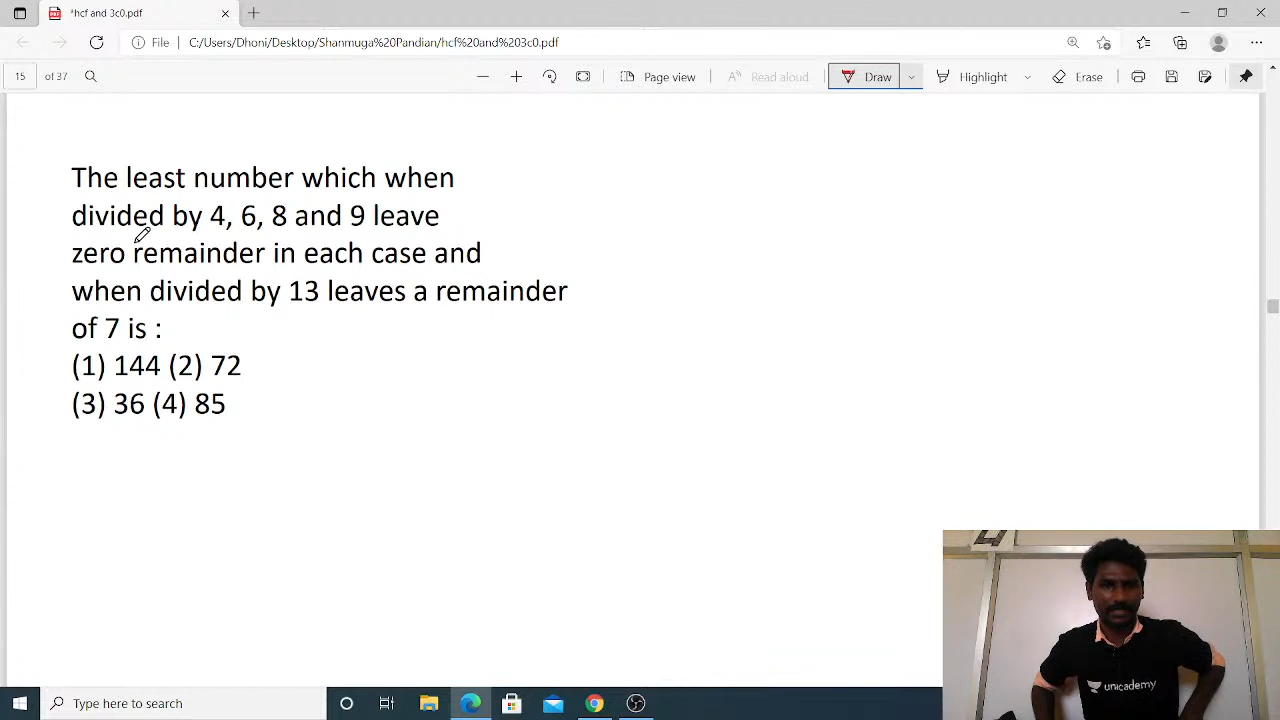 *hcf and 3c0.pdf
File C:/Users/Dhoni/Desktop/Shanmuga%20Pandian/hcf%20and%203c0.pdf
15 of 37 Page view Read aloud Draw Highlight Erase
The least number which when
divided by 4, 6, 8 and 9 leave
zero remainder in each case and
when divided by 13 leaves a remainder
of 7 is :
(1) 144 (2) 72
(3) 36 (4) 85
unacademy
Type here to search